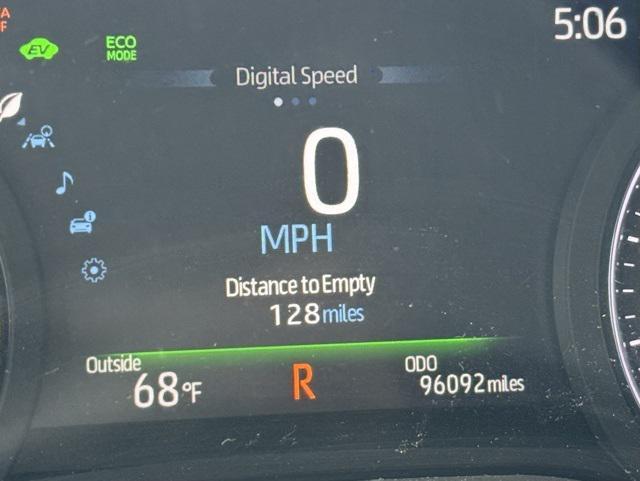 5:06
EV
ECO
MODE
Digital Speed
0
MPH
Distance to Empty
128 miles
Outside
68°F
R
ODO
96092 miles